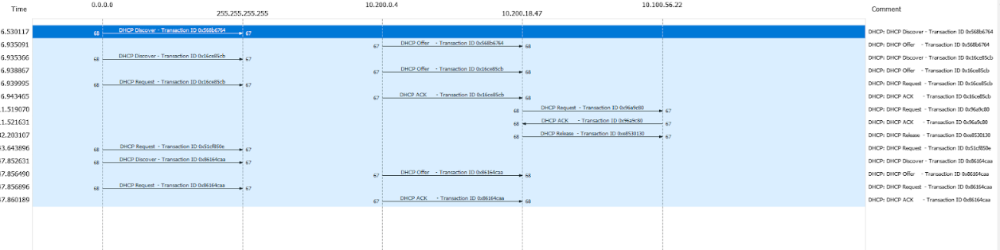 Time 0.0.0.0 255.255.255.255 10.200.0.4 10.200.18.47 10.100.56.22 Comment
6.530117 68 DHCP Discover - Transaction ID 0x568b6764 67 DHCP: DHCP Discover - Transaction ID 0x568b6764
6.935091 67 DHCP Offer - Transaction ID 0x568b6764 68 DHCP: DHCP Offer - Transaction ID 0x568b6764
6.935366 68 DHCP Discover - Transaction ID 0x16ce85cb 67 DHCP: DHCP Discover - Transaction ID 0x16ce85cb
6.938867 67 DHCP Offer - Transaction ID 0x16ce85cb 68 DHCP: DHCP Offer - Transaction ID 0x16ce85cb
6.939995 68 DHCP Request - Transaction ID 0x16ce85cb 67 DHCP: DHCP Request - Transaction ID 0x16ce85cb
6.943465 67 DHCP ACK - Transaction ID 0x16ce85cb 68 DHCP: DHCP ACK - Transaction ID 0x16ce85cb
1.519070 68 DHCP Request - Transaction ID 0x96a9c80 67 DHCP: DHCP Request - Transaction ID 0x96a9c80
1.521631 68 DHCP ACK - Transaction ID 0x96a9c80 67 DHCP: DHCP ACK - Transaction ID 0x96a9c80
2.203107 68 DHCP Release - Transaction ID 0xe8530130 67 DHCP: DHCP Release - Transaction ID 0xe8530130
3.643896 68 DHCP Request - Transaction ID 0x51cf850e 67 DHCP: DHCP Request - Transaction ID 0x51cf850e
7.852631 68 DHCP Discover - Transaction ID 0x86164caa 67 DHCP: DHCP Discover - Transaction ID 0x86164caa
7.856490 67 DHCP Offer - Transaction ID 0x86164caa 68 DHCP: DHCP Offer - Transaction ID 0x86164caa
7.856896 68 DHCP Request - Transaction ID 0x86164caa 67 DHCP: DHCP Request - Transaction ID 0x86164caa
7.860189 67 DHCP ACK - Transaction ID 0x86164caa 68 DHCP: DHCP ACK - Transaction ID 0x86164caa